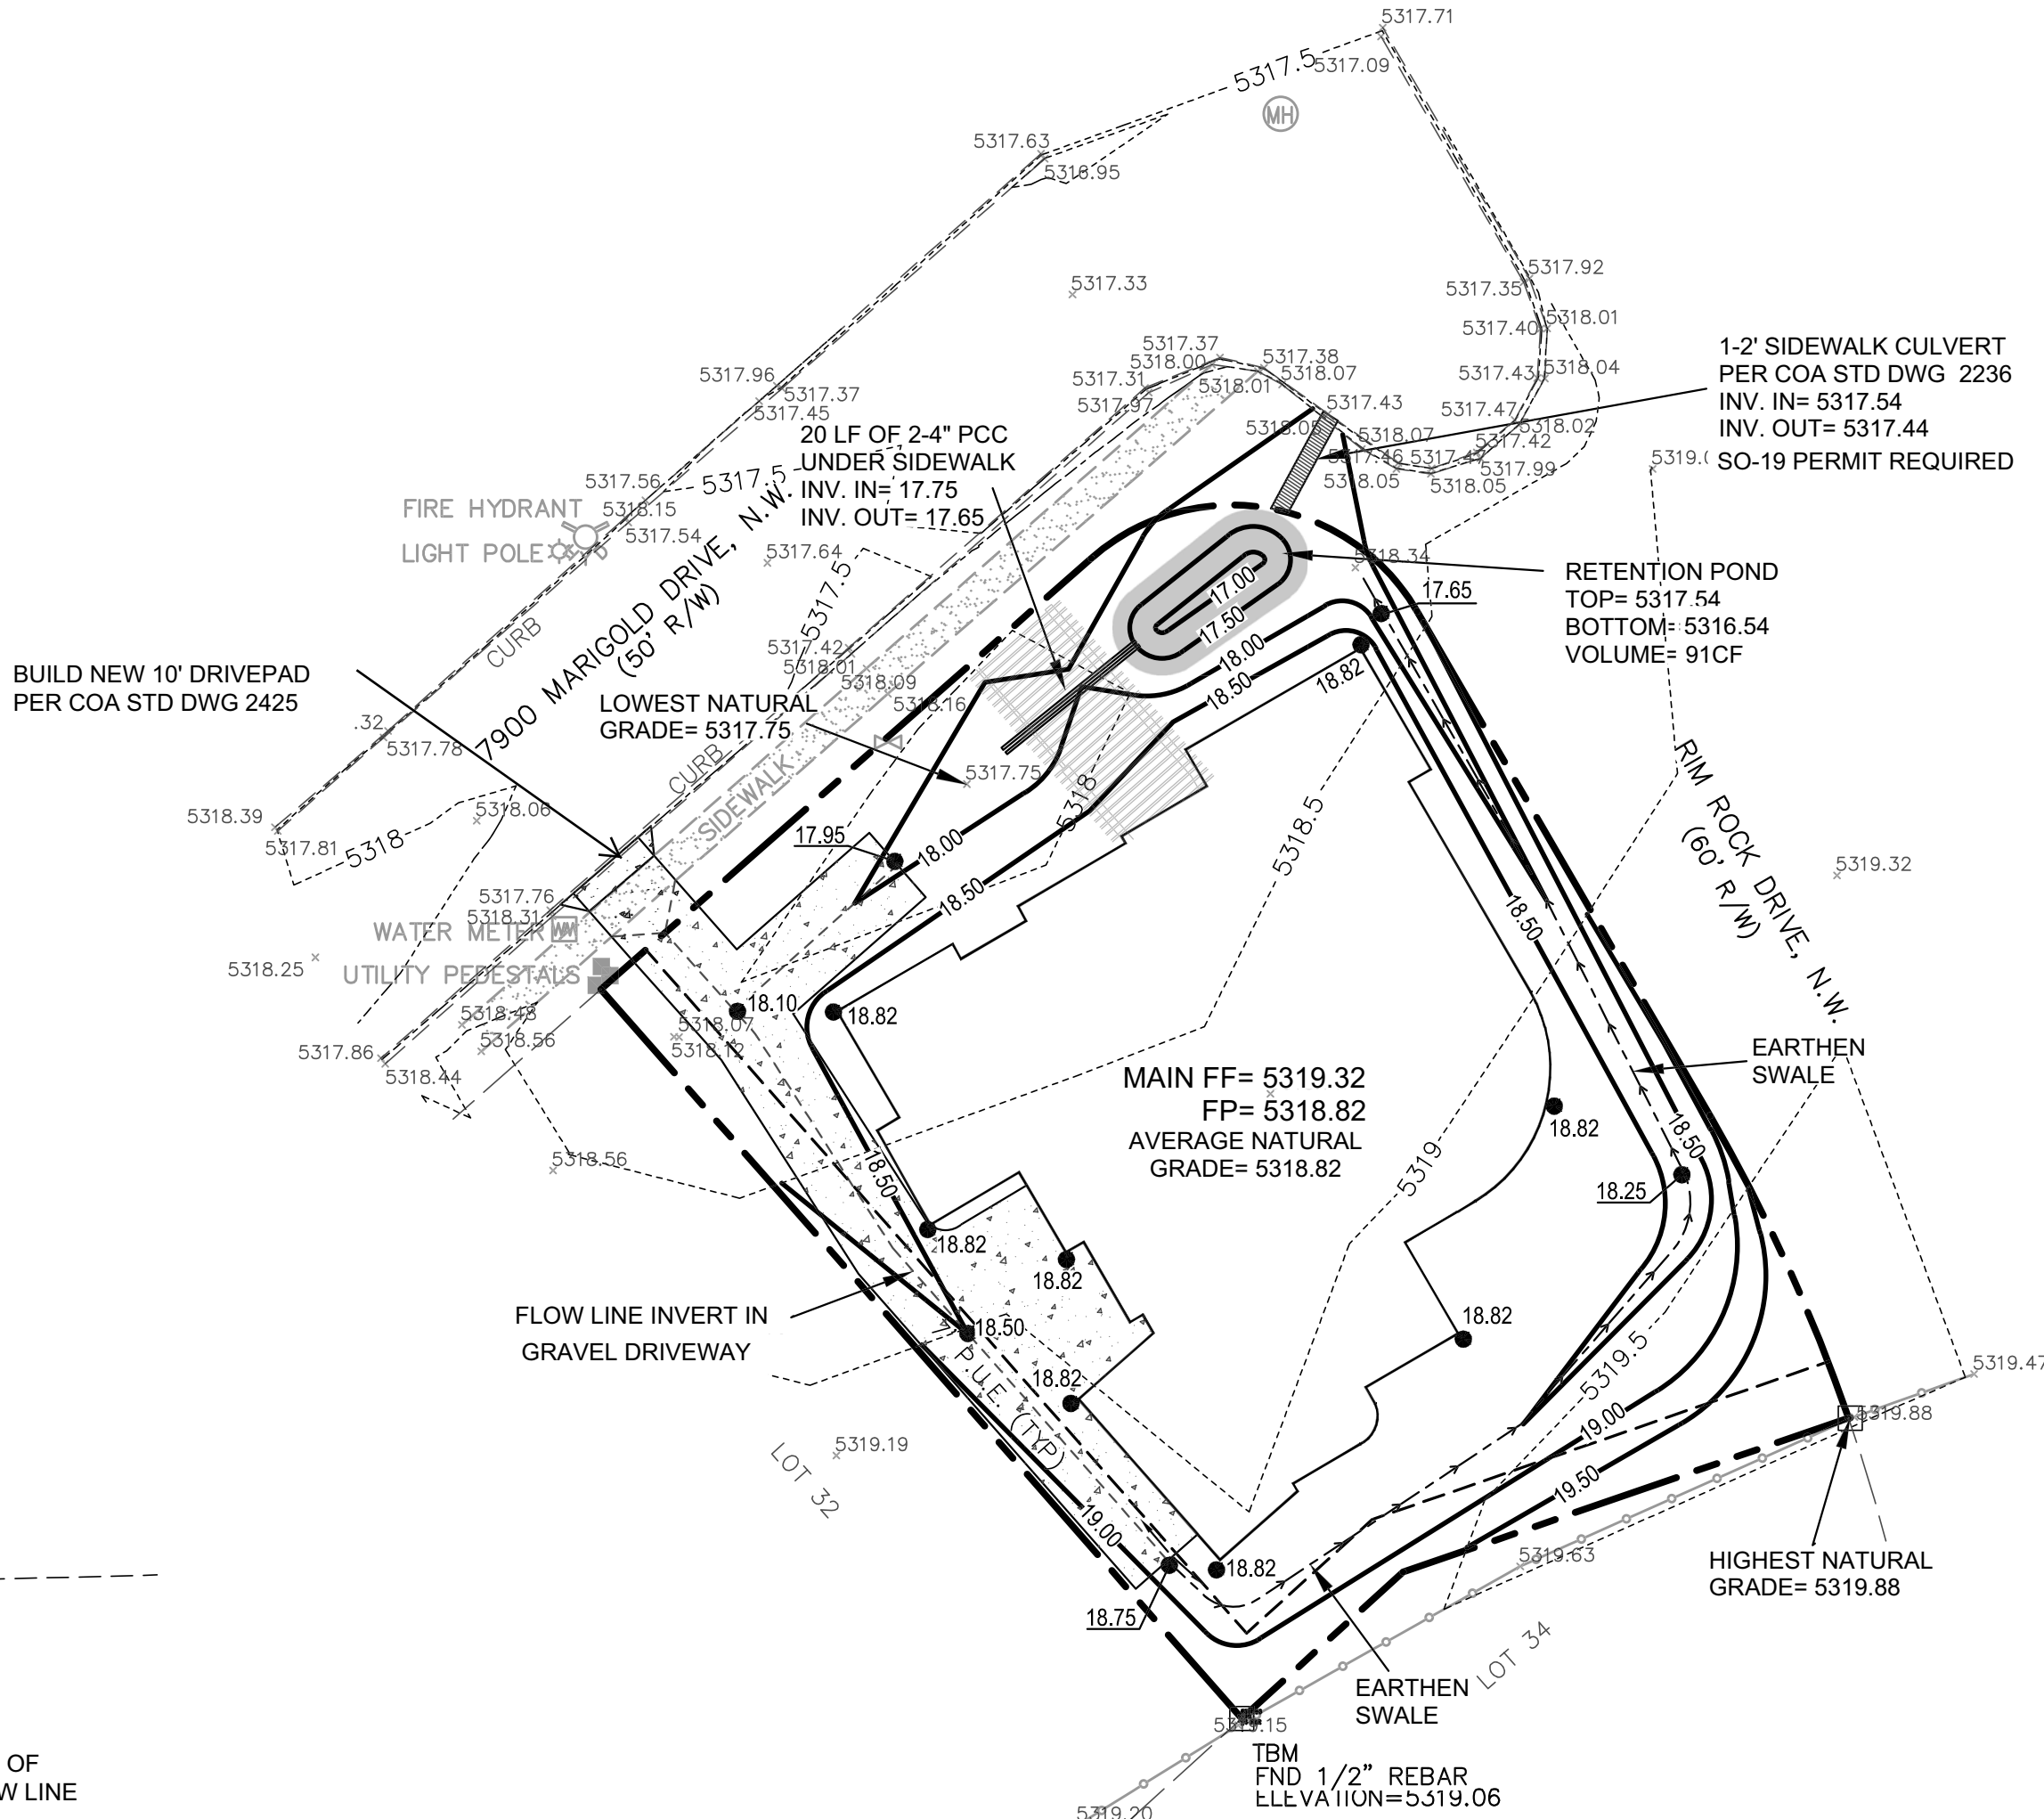 5317.71
5317.5
5317.09
MH
5317.63
5316.95
5317.92
5317.35
5317.33
5318.01
5317.40
5317.37
5318.00
5317.38
5318.07
5318.01
5317.31
5317.97
5317.43
5318.04
5317.96
5317.37
5317.45
5317.43
5318.05
5318.07
5317.47
5318.02
5317.42
5317.46
5317.99
5318.05
5318.05
1-2' SIDEWALK CULVERT
PER COA STD DWG 2236
INV. IN= 5317.54
INV. OUT= 5317.44
SO-19 PERMIT REQUIRED
20 LF OF 2-4" PCC
UNDER SIDEWALK
INV. IN= 17.75
INV. OUT= 17.65
5317.5
5317.56
5318.15
5317.54
FIRE HYDRANT
LIGHT POLE
5317.64
5317.5
7900 MARIGOLD DRIVE, N.W.
(50' R/W)
CURB
5318.34
17.65
RETENTION POND
TOP= 5317.54
BOTTOM= 5316.54
VOLUME= 91CF
17.00
17.50
18.00
18.50
18.82
5317.42
5318.01
5318.09
5318.16
BUILD NEW 10' DRIVEPAD
PER COA STD DWG 2425
LOWEST NATURAL
GRADE= 5317.75
5317.75
.32
5317.78
CURB
SIDEWALK
5318
5318.5
5318.39
5317.81
5318
5318.06
17.95
18.00
18.50
RIM ROCK DRIVE, N.W.
(60' R/W)
5319.32
5317.76
5318.31
WATER METER
WM
UTILITY PEDESTALS
5318.25
18.50
5318.48
5318.56
5317.86
5318.44
18.10
18.82
5318.07
5318.12
MAIN FF= 5319.32
FP= 5318.82
AVERAGE NATURAL
GRADE= 5318.82
EARTHEN
SWALE
18.82
5318.56
18.50
5319
18.50
18.25
18.82
18.82
FLOW LINE INVERT IN
GRAVEL DRIVEWAY
18.50
P.U.E. (TYP)
18.82
18.82
5319.5
5319.47
5319.88
19.00
19.50
LOT 32
5319.19
19.00
18.82
5319.63
HIGHEST NATURAL
GRADE= 5319.88
18.75
LOT 34
EARTHEN
SWALE
5319.15
TBM
FND 1/2" REBAR
ELEVATION=5319.06
OF
W LINE
5319.20